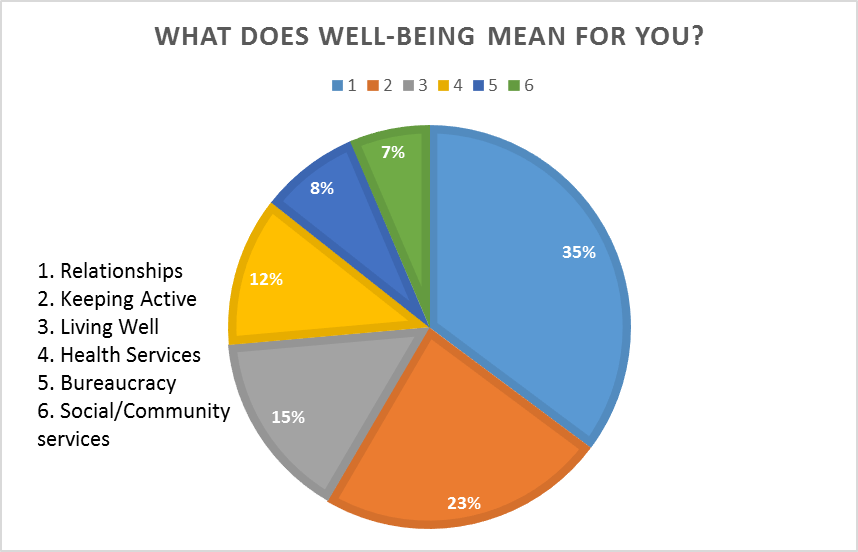 WHAT DOES WELL-BEING MEAN FOR YOU?
1 2 3 4 5 6
7%
8%
35%
12%
15%
23%
1. Relationships
2. Keeping Active
3. Living Well
4. Health Services
5. Bureaucracy
6. Social/Community
services